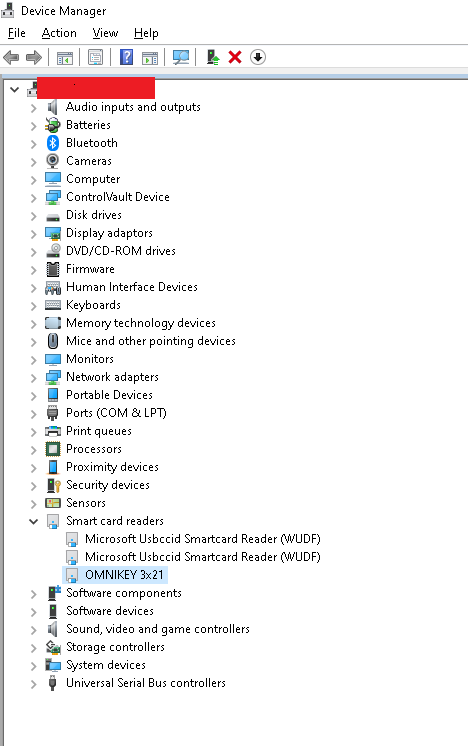 Device Manager
File Action View Help
Audio inputs and outputs
Batteries
Bluetooth
Cameras
Computer
ControlVault Device
Disk drives
Display adaptors
DVD/CD-ROM drives
Firmware
Human Interface Devices
Keyboards
Memory technology devices
Mice and other pointing devices
Monitors
Network adapters
Portable Devices
Ports (COM & LPT)
Print queues
Processors
Proximity devices
Security devices
Sensors
Smart card readers
Microsoft Usbccid Smartcard Reader (WUDF)
Microsoft Usbccid Smartcard Reader (WUDF)
OMNIKEY 3x21
Software components
Software devices
Sound, video and game controllers
Storage controllers
System devices
Universal Serial Bus controllers